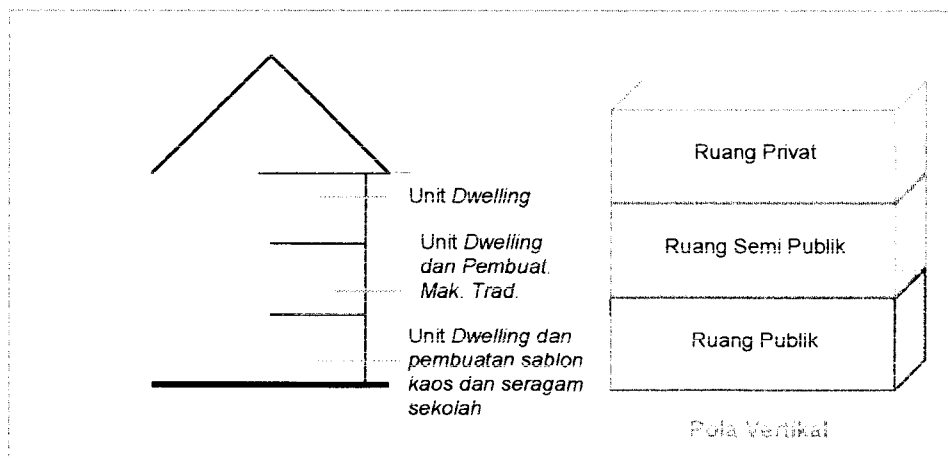 Unit Dwelling
Unit Dwelling
dan Pembuat.
Mak. Trad.
Unit Dwelling dan
pembuatan sablon
kaos dan seragam
sekolah
Ruang Privat
Ruang Semi Publik
Ruang Publik
Pola Vertikal